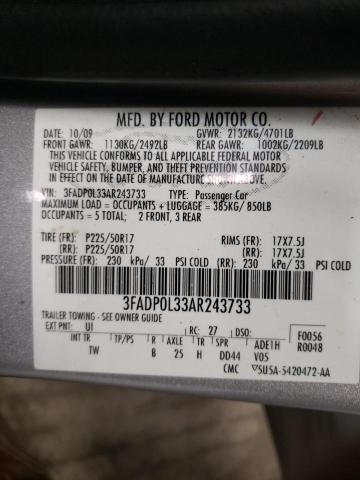 MFD. BY FORD MOTOR CO.
10/09 GVWR: 2132KG/4701LB
FRONT GAWR: 1130KG/2492LB REAR GAWR: 1002KG/2209LB
THIS VEHICLE CONFORMS TO ALL APPLICABLE FEDERAL MOTOR
VEHICLE SAFETY, BUMPER, AND THEFT PREVENTION STANDARDS
IN EFFECT ON THE DATE OF MANUFACTURE SHOWN ABOVE.
VIN: 3FADP0L33AR243733 TYPE: Passenger Car
MAXIMUM LOAD = OCCUPANTS + LUGGAGE = 385KG/850LB
OCCUPANTS = 5 TOTAL; 2 FRONT, 3 REAR
TIRE (FR): P225/50R17 RIMS (FR): 17X7.5J
(RR): P225/50R17 (RR): 17X7.5J
PRESSURE (FR): 230 kPa/ 33 PSI COLD (RR): 230 kPa/ 33 PSI COLD
3FADP0L33AR243733
TRAILER TOWING - SEE OWNER GUIDE
EXT PNT: UI RC: 27 DSO: F0056
INT TR TP/PS R AXLE TR SPR ADE1H R0048
TW B 25 H DD44 V05
CMC SU5A-5420472-AA